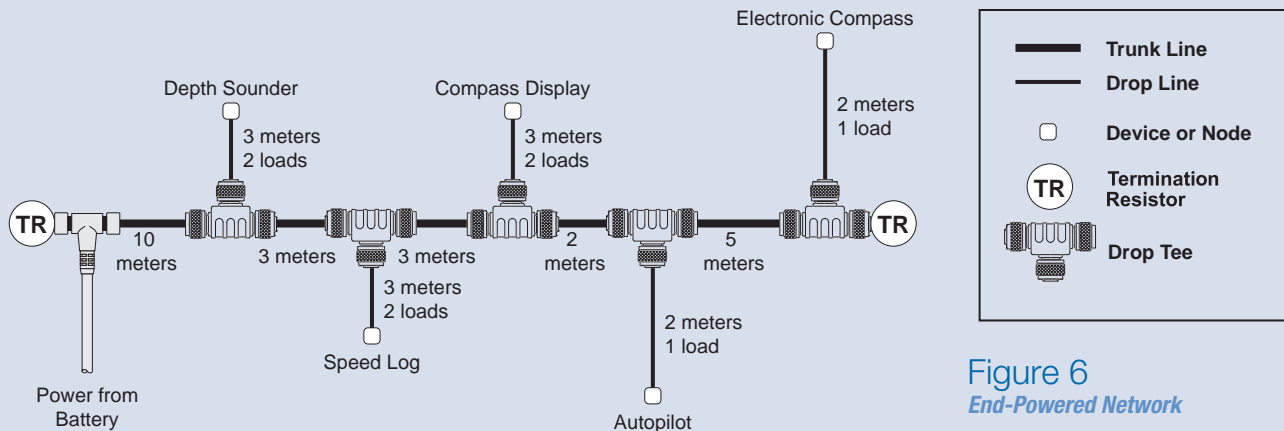 Electronic Compass
Depth Sounder
Compass Display
3 meters
2 loads
3 meters
2 loads
2 meters
1 load
TR
10
meters
3 meters
3 meters
2
meters
5
meters
TR
3 meters
2 loads
2 meters
1 load
Speed Log
Power from
Battery
Autopilot
Trunk Line
Drop Line
Device or Node
TR
Termination
Resistor
Drop Tee
Figure 6
End-Powered Network